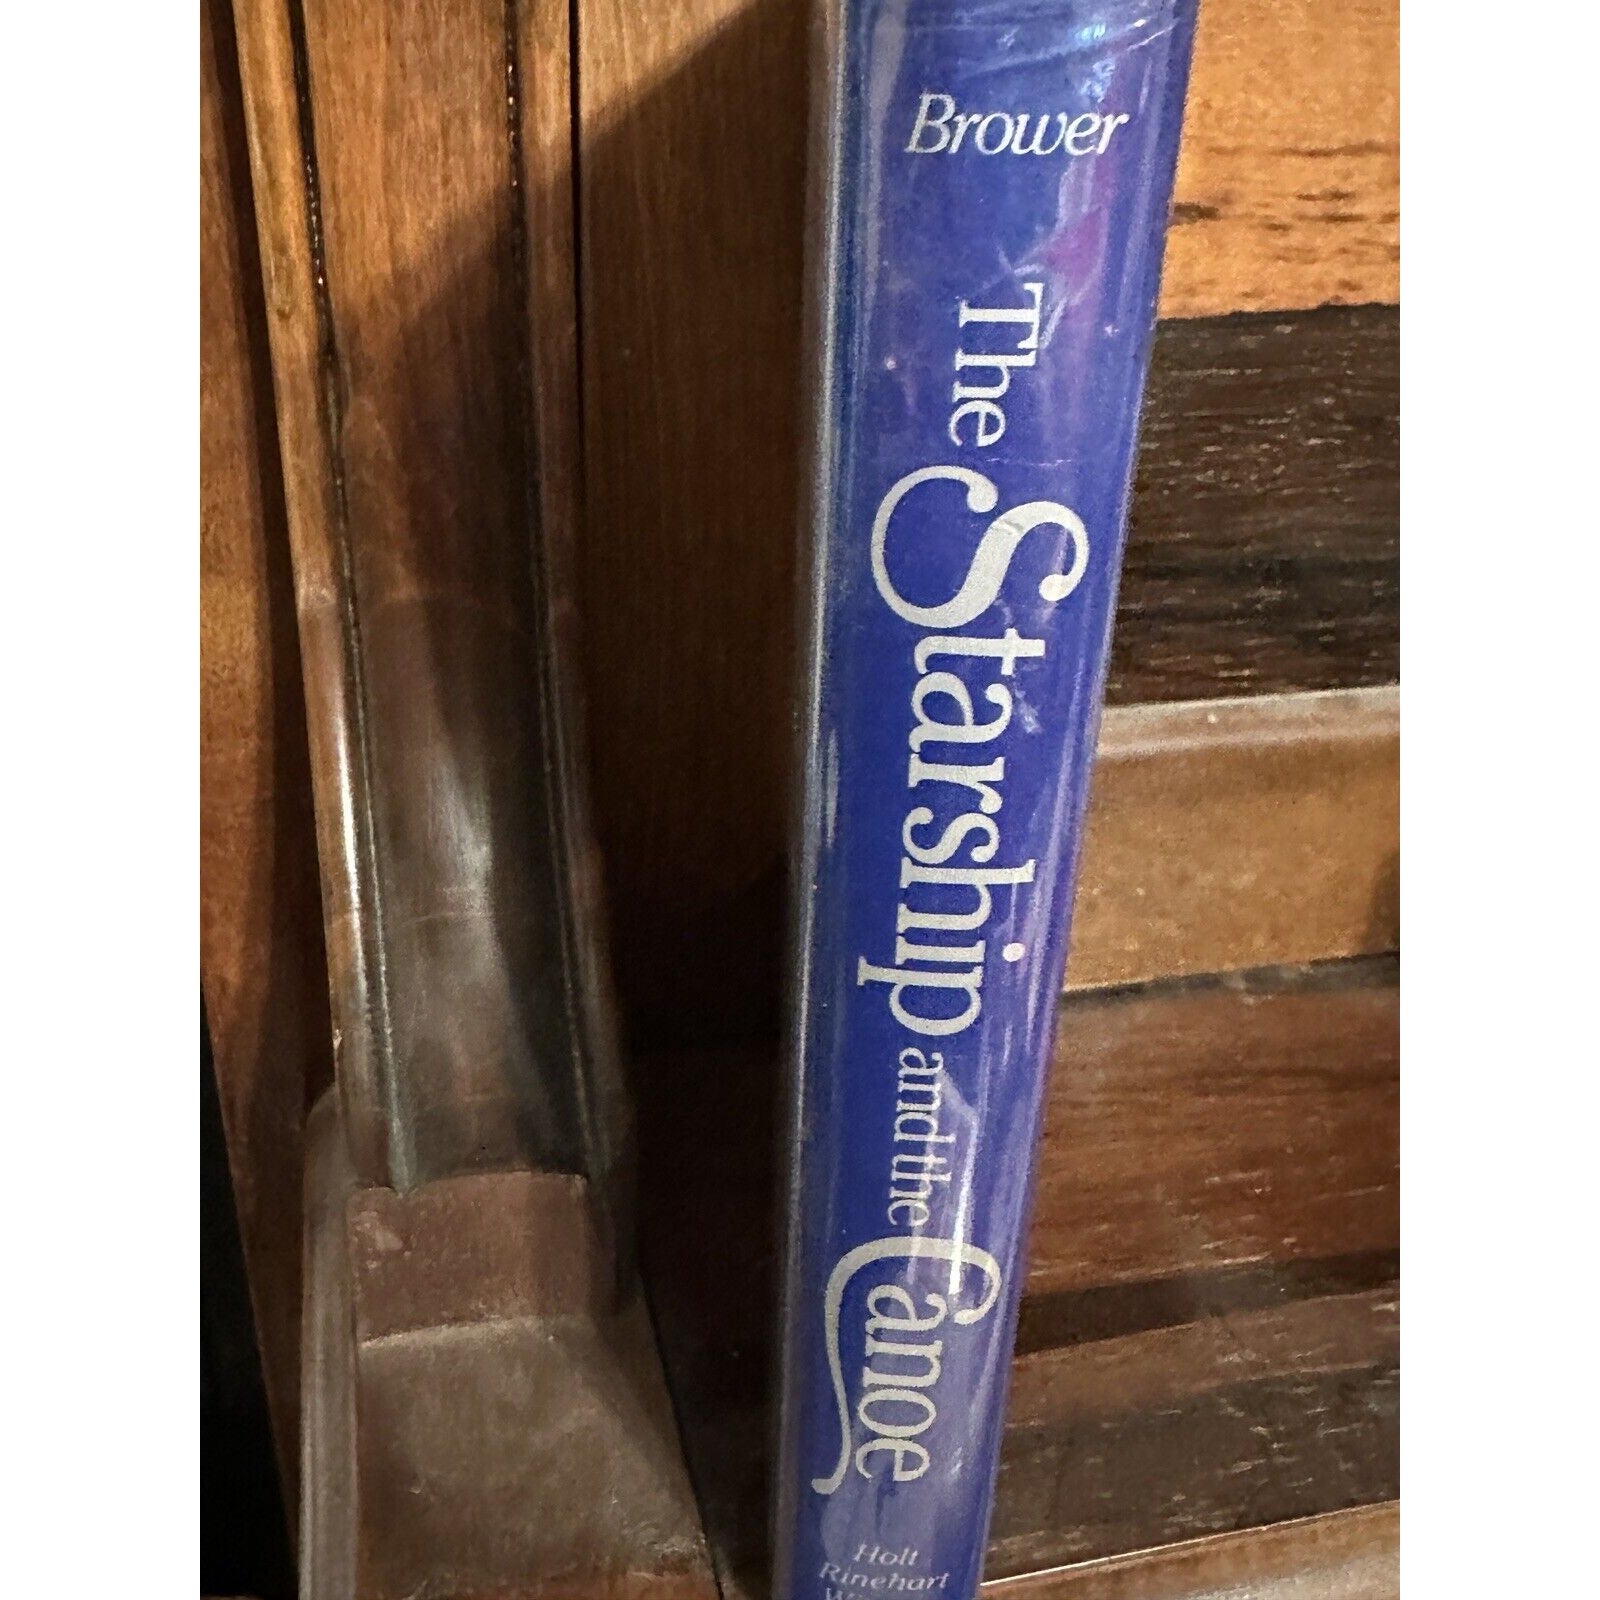 Brower
The Starship and the Canoe
Holt
Rinehart